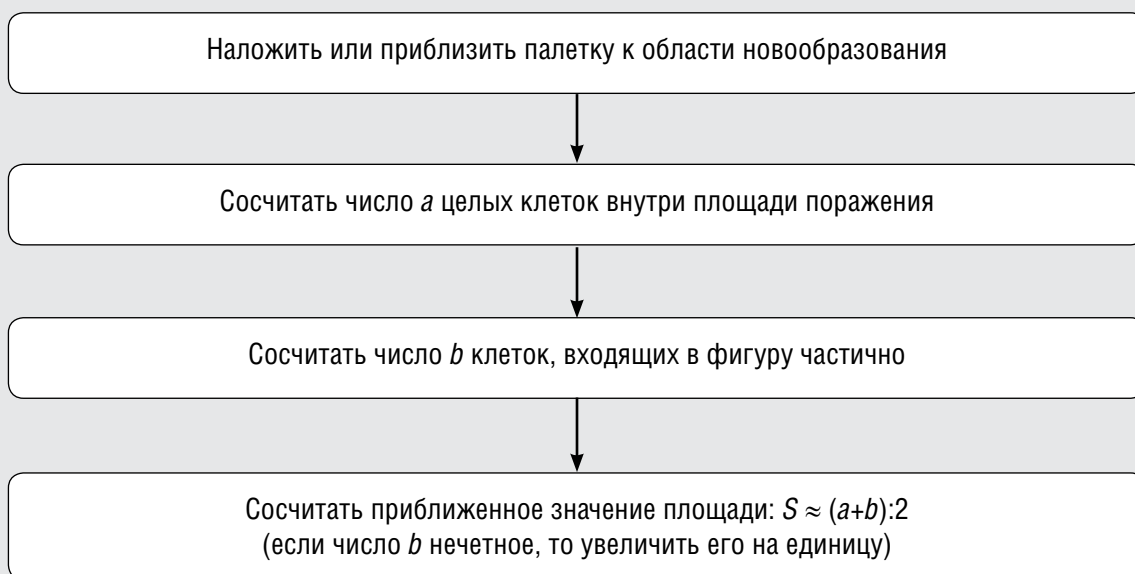 Наложить или приблизить палетку к области новообразования
Сосчитать число a целых клеток внутри площади поражения
Сосчитать число b клеток, входящих в фигуру частично
Сосчитать приближенное значение площади: S ≈ (a+b):2
(если число b нечетное, то увеличить его на единицу)